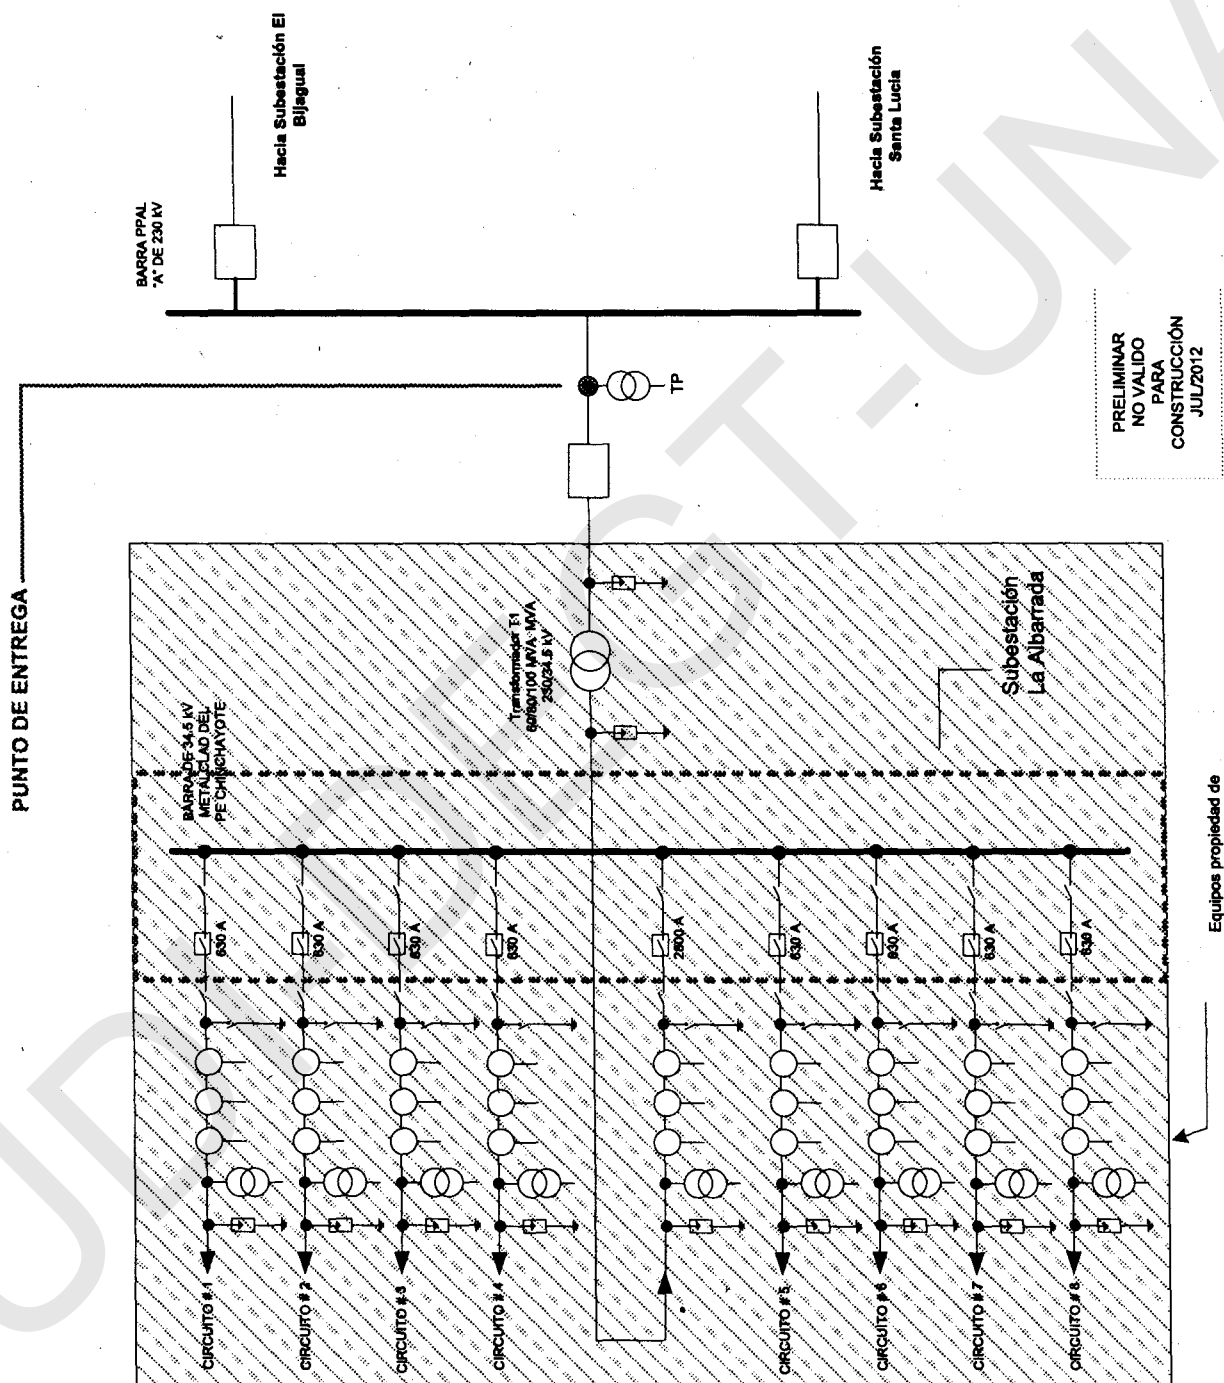 PUNTO DE ENTREGA
BARRA PPAL
"A" DE 230 kV
Hacia Subestación El
Bijagual
Hacia Subestación
Santa Lucia
TP
PRELIMINAR
NO VALIDO
PARA
CONSTRUCCIÓN
JUL/2012
Transformador T-1
60/80/100 MVA MVA
230/34.5 kV
Subestación
La Albarrada
BARRA DE 34.5 kV
METALCLAD DEL
PE CHINCHAYOTE
630 A
630 A
630 A
630 A
2800 A
630 A
630 A
630 A
630 A
CIRCUITO # 1
CIRCUITO # 2
CIRCUITO # 3
CIRCUITO # 4
CIRCUITO # 5
CIRCUITO # 6
CIRCUITO # 7
CIRCUITO # 8
Equipos propiedad de
UDI-DEGT-UNA